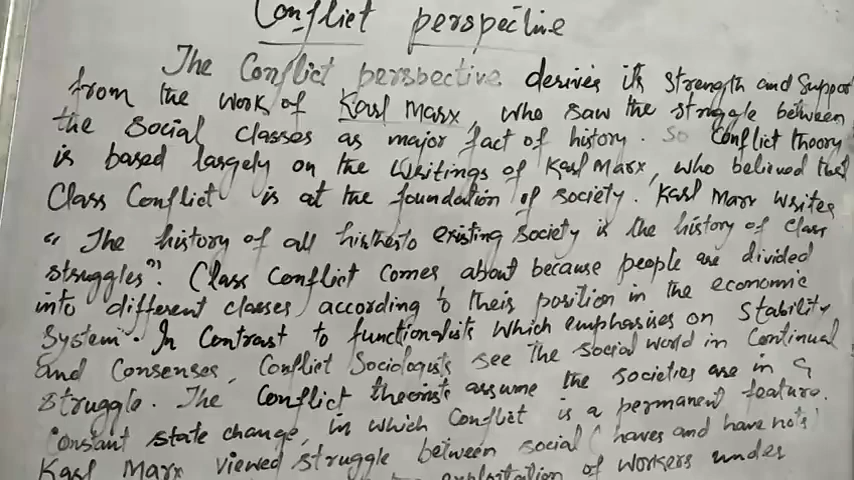 Conflict perspective
The Conflict perspective derives its strength and Support
from the work of Karl Marx, who saw the struggle between
the Social classes as major fact of history. So Conflict theory
is based largely on the writings of Karl Marx, who believed that
Class Conflict is at the foundation of society. Karl Marx writes
" The history of all hitherto existing society is the history of class
struggles". Class Conflict comes about because people are divided
into different classes according to their position in the economic
System. In Contrast to functionalists which emphasises on Stability
and Consenses, Conflict Sociologists see the social world in Continual
Struggle. The Conflict theorists assume the societies are in a
Constant state change, in which Conflict is a permanent feature.
Karl Marx viewed struggle between social (haves and have nots)
exploitation of workers under